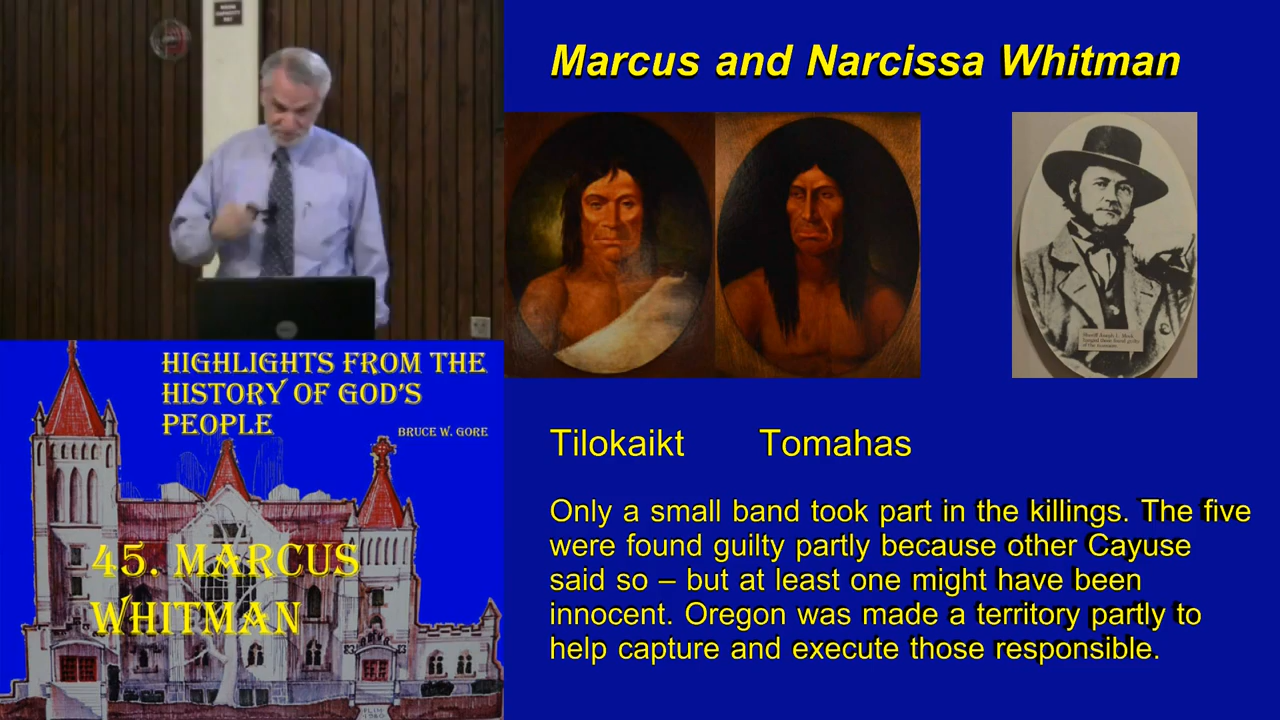 Marcus and Narcissa Whitman
Tilokaikt Tomahas
Only a small band took part in the killings. The five
were found guilty partly because other Cayuse
said so – but at least one might have been
innocent. Oregon was made a territory partly to
help capture and execute those responsible.
HIGHLIGHTS FROM THE
HISTORY OF GOD'S
PEOPLE
BRUCE W. GORE
45. MARCUS
WHITMAN